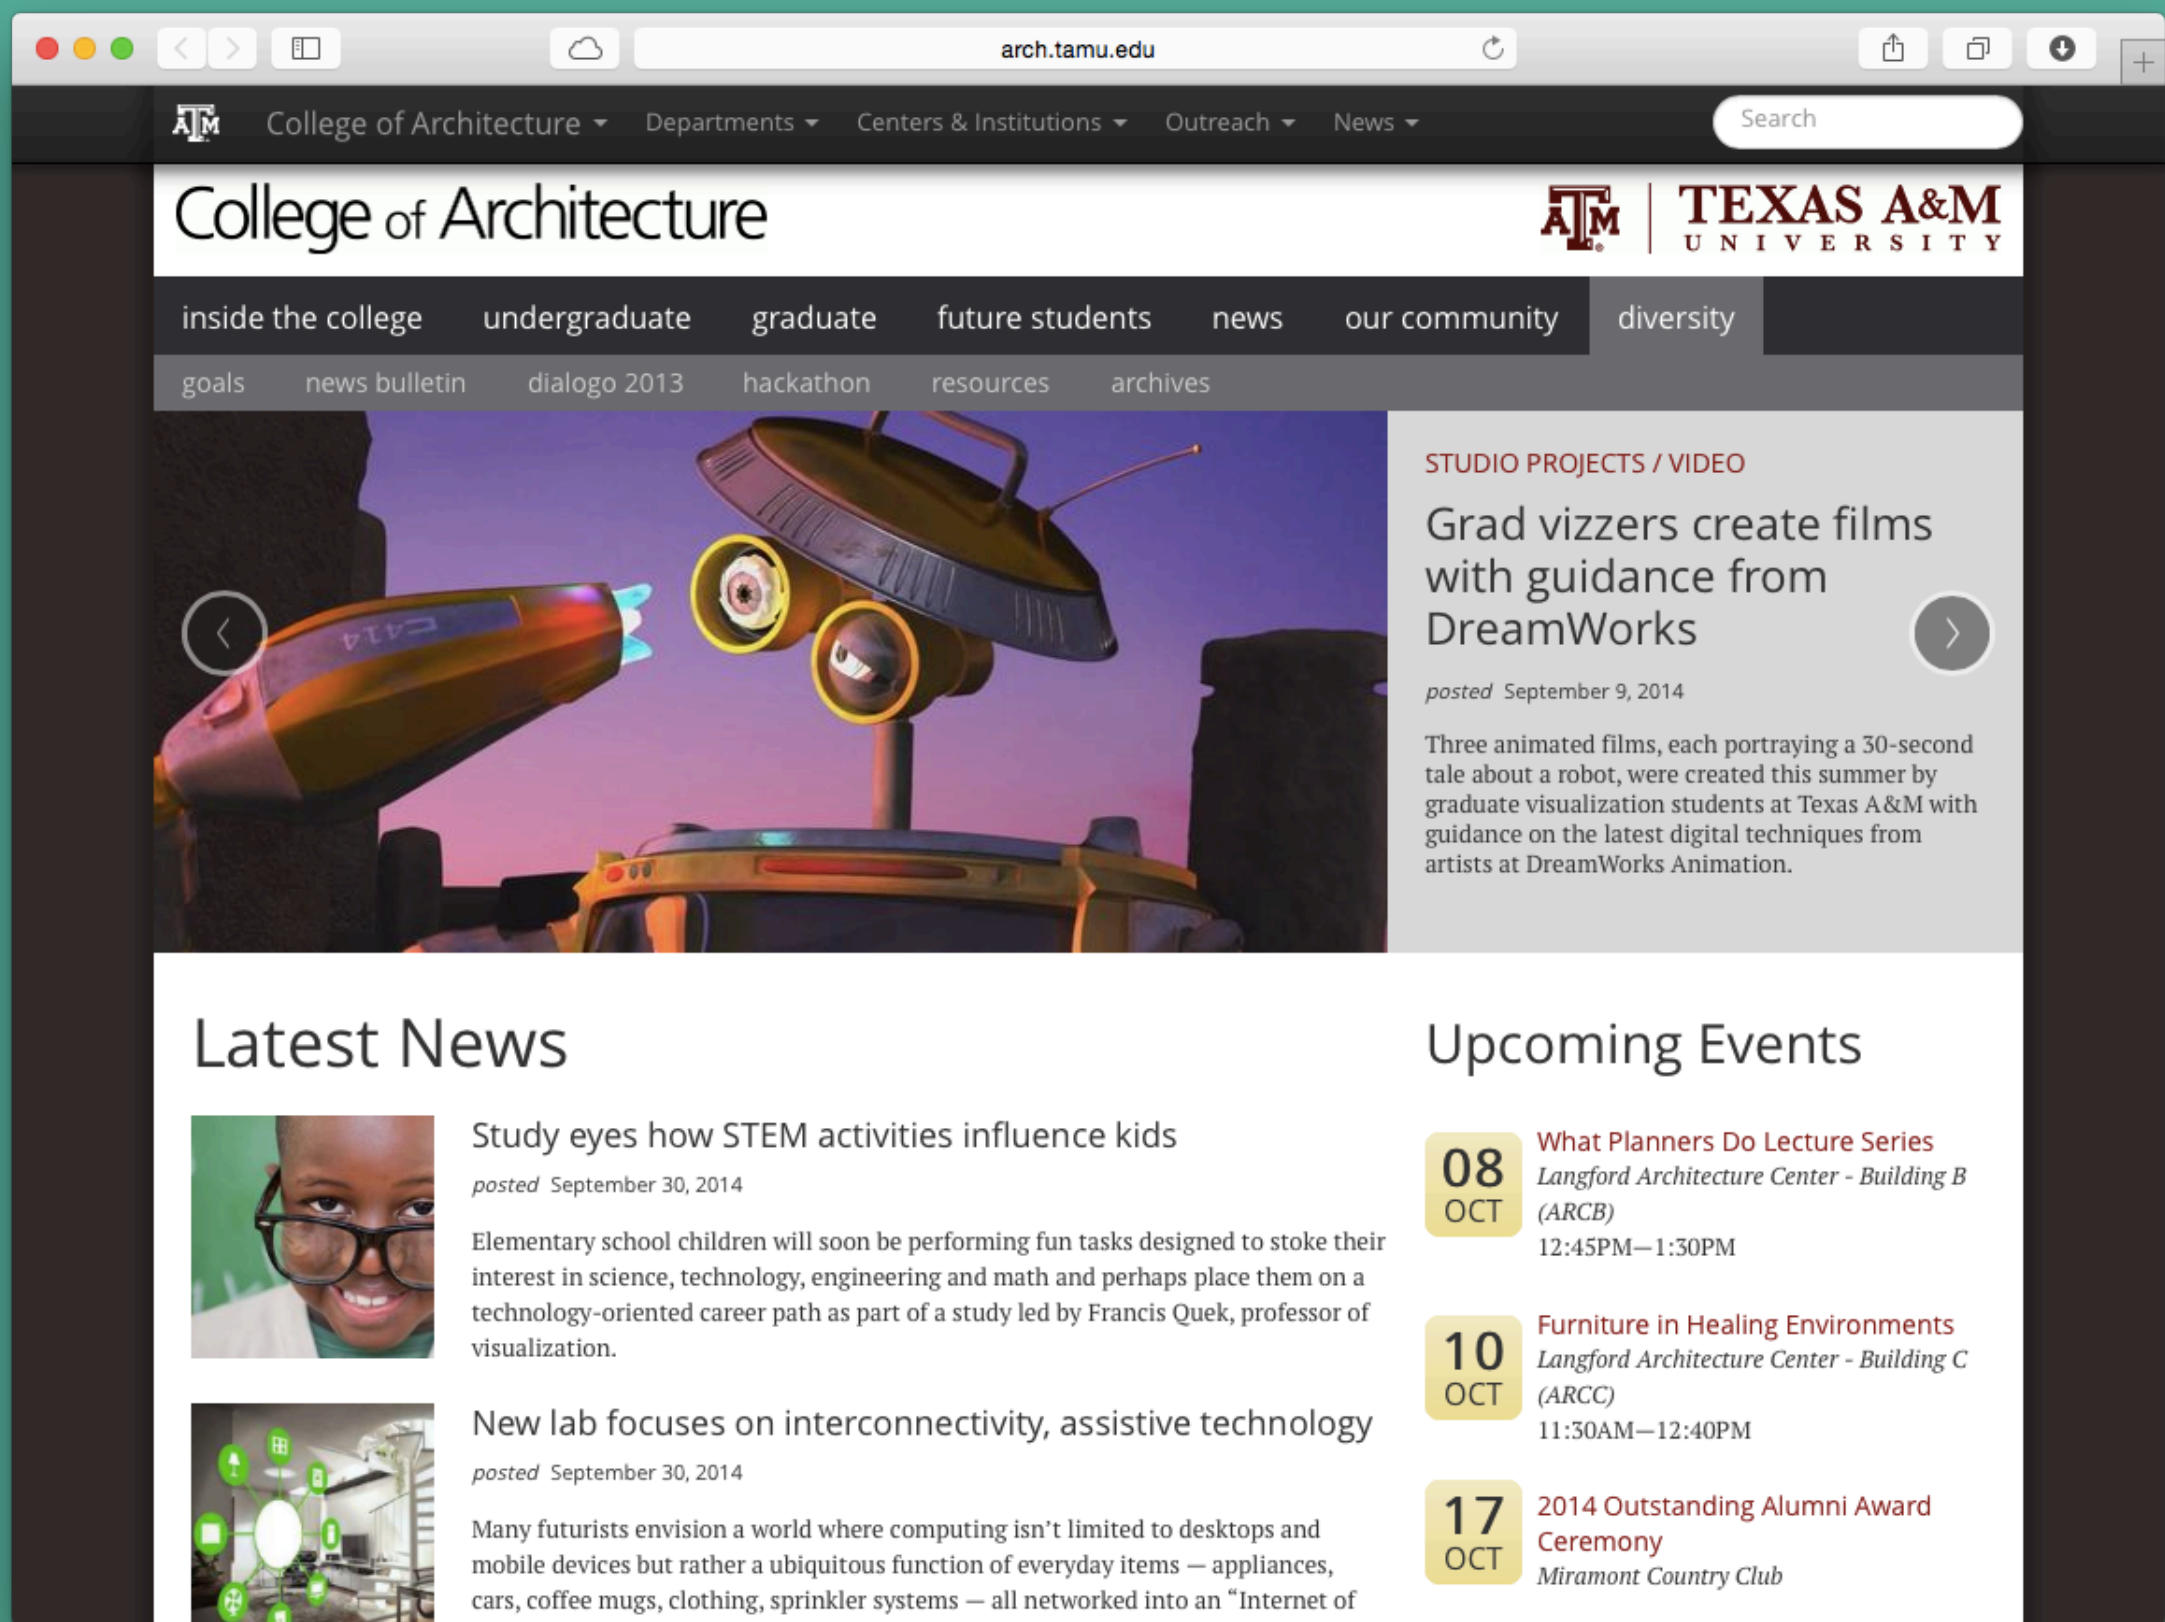 arch.tamu.edu
ATM College of Architecture Departments Centers & Institutions Outreach News Search
College of Architecture
ATM TEXAS A&M
UNIVERSITY
inside the college undergraduate graduate future students news our community diversity
goals news bulletin dialogo 2013 hackathon resources archives
C414
STUDIO PROJECTS / VIDEO
Grad vizzers create films
with guidance from
DreamWorks
posted September 9, 2014
Three animated films, each portraying a 30-second
tale about a robot, were created this summer by
graduate visualization students at Texas A&M with
guidance on the latest digital techniques from
artists at DreamWorks Animation.
Latest News
Study eyes how STEM activities influence kids
posted September 30, 2014
Elementary school children will soon be performing fun tasks designed to stoke their
interest in science, technology, engineering and math and perhaps place them on a
technology-oriented career path as part of a study led by Francis Quek, professor of
visualization.
New lab focuses on interconnectivity, assistive technology
posted September 30, 2014
Many futurists envision a world where computing isn't limited to desktops and
mobile devices but rather a ubiquitous function of everyday items — appliances,
cars, coffee mugs, clothing, sprinkler systems — all networked into an “Internet of
Upcoming Events
08
OCT
What Planners Do Lecture Series
Langford Architecture Center - Building B
(ARCB)
12:45PM—1:30PM
10
OCT
Furniture in Healing Environments
Langford Architecture Center - Building C
(ARCC)
11:30AM—12:40PM
17
OCT
2014 Outstanding Alumni Award
Ceremony
Miramont Country Club